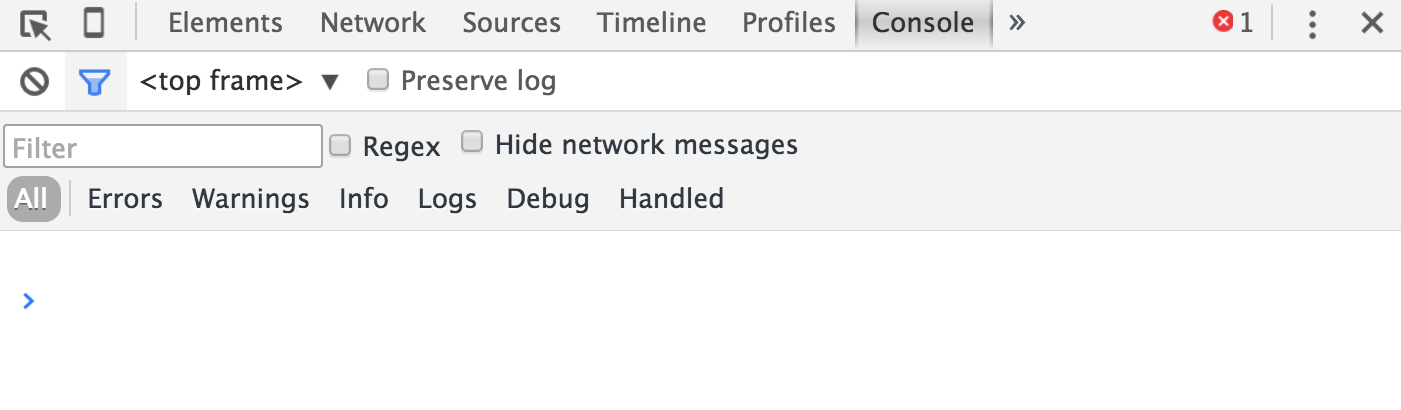 Elements Network Sources Timeline Profiles Console » 1
<top frame> ▼ Preserve log
Filter Regex Hide network messages
All Errors Warnings Info Logs Debug Handled
>